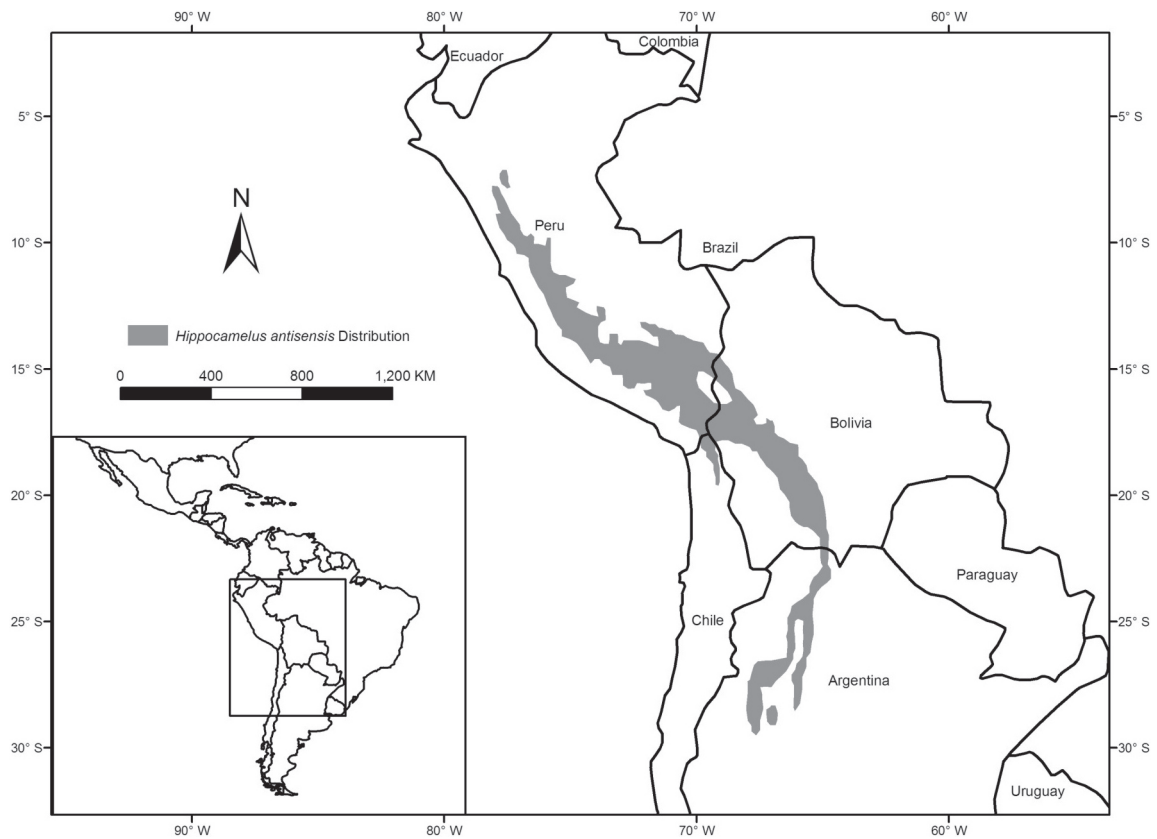 90° W 80° W 70° W 60° W
Colombia
Ecuador
5° S 5° S
N
Peru
10° S 10° S
Brazil
Hippocamelus antisensis Distribution
15° S 15° S
0 400 800 1,200 KM
Bolivia
20° S 20° S
Paraguay
25° S 25° S
Chile
Argentina
30° S 30° S
Uruguay
90° W 80° W 70° W 60° W